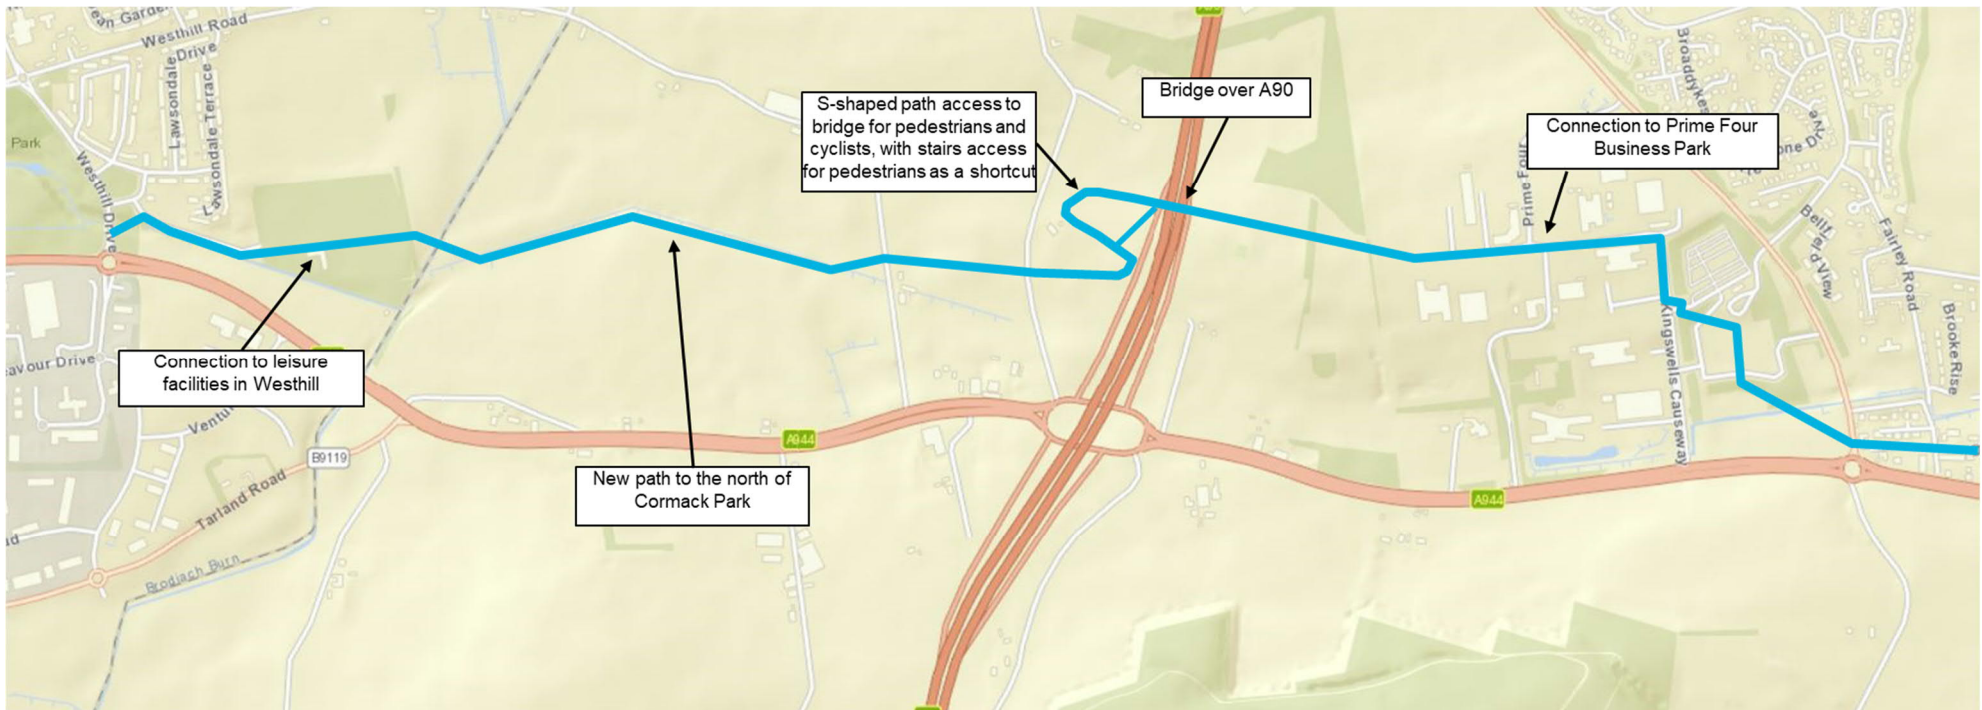 Westhill Road
Lawsondale
Drive
Lawsondale Terrace
Park
Westhill Drive
S-shaped path access to
bridge for pedestrians and
cyclists, with stairs access
for pedestrians as a shortcut
Bridge over A90
Connection to Prime Four
Business Park
Prime Four
Fairley Road
Brooke Rise
Kingswells Causeway
Connection to leisure
facilities in Westhill
New path to the north of
Cormack Park
A944
A944
B9119
Tarland Road
Brodiach Burn